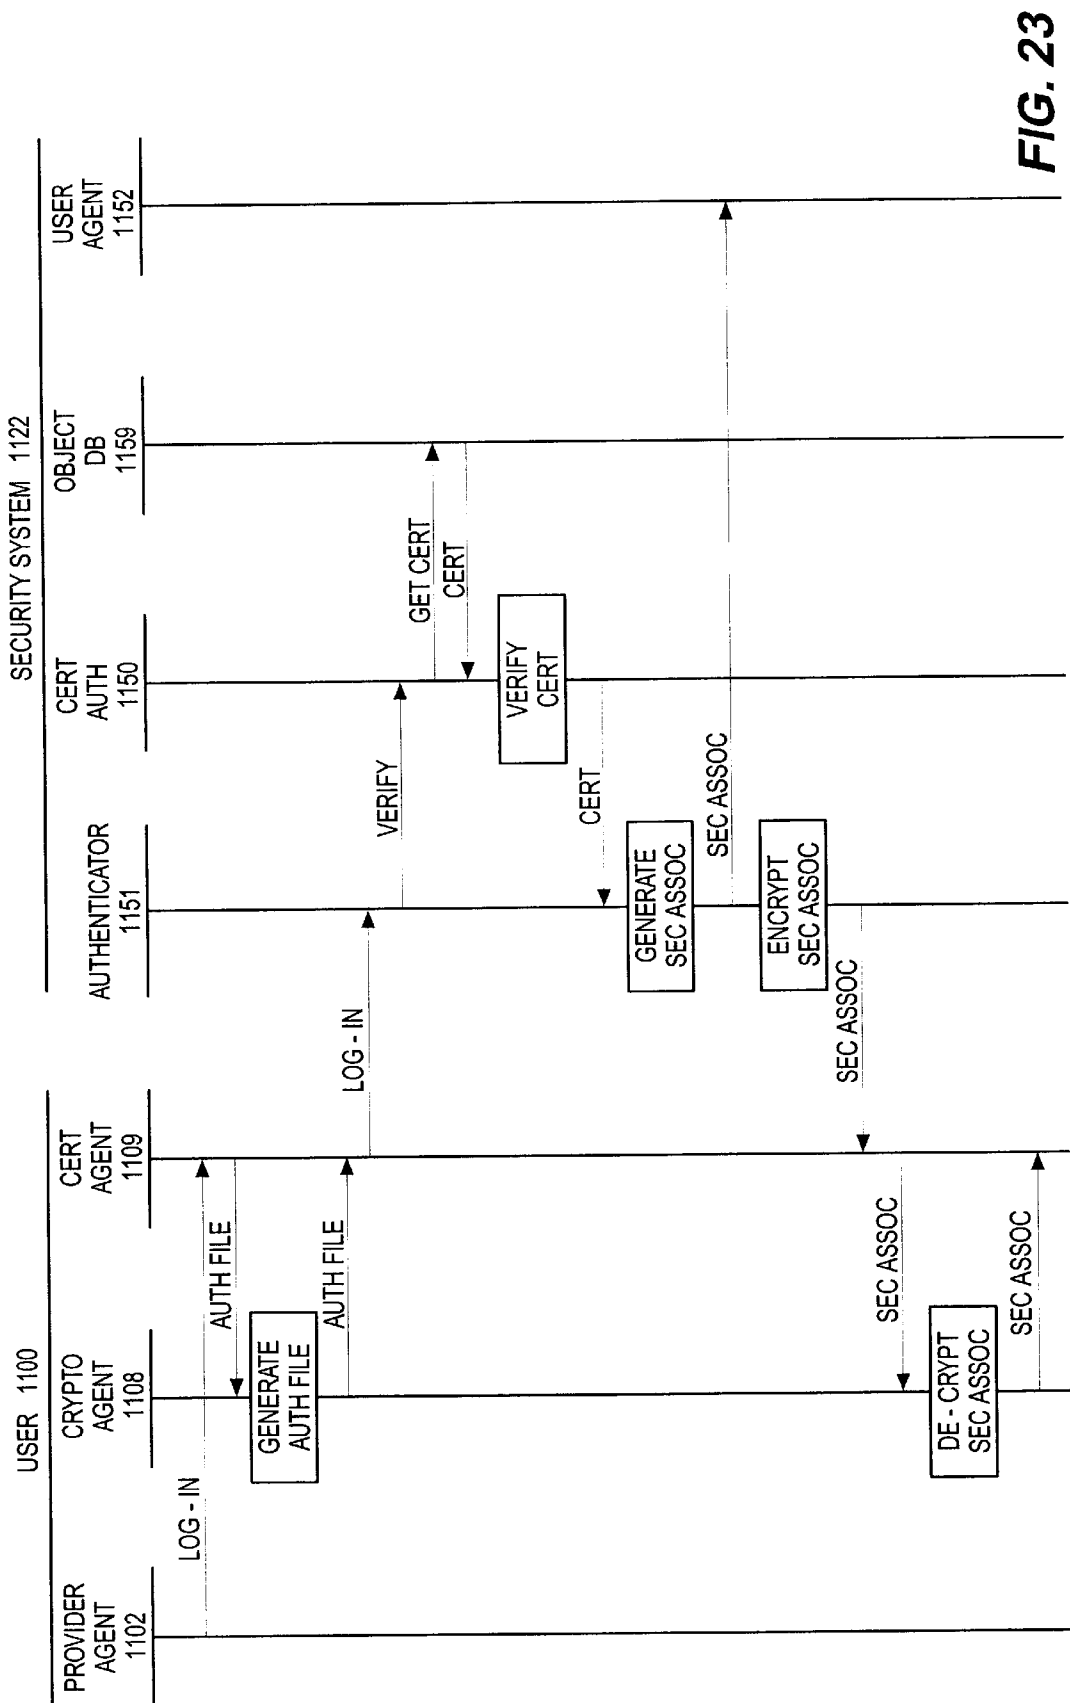 USER 1100
SECURITY SYSTEM 1122
PROVIDER
AGENT
1102
CRYPTO
AGENT
1108
CERT
AGENT
1109
AUTHENTICATOR
1151
CERT
AUTH
1150
OBJECT
DB
1159
USER
AGENT
1152
LOG - IN
AUTH FILE
GENERATE
AUTH FILE
AUTH FILE
LOG - IN
VERIFY
GET CERT
CERT
VERIFY
CERT
CERT
GENERATE
SEC ASSOC
SEC ASSOC
ENCRYPT
SEC ASSOC
SEC ASSOC
SEC ASSOC
DE - CRYPT
SEC ASSOC
SEC ASSOC
FIG. 23